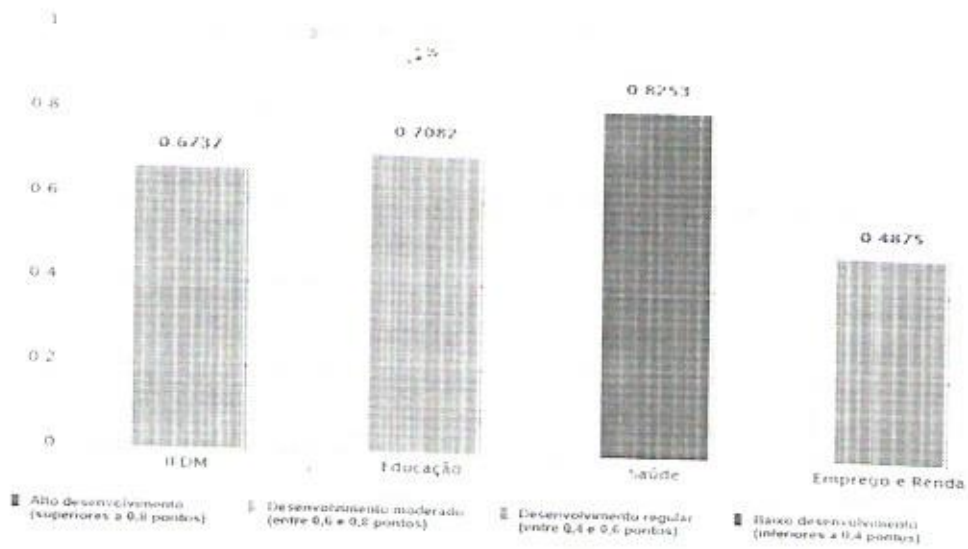 1
0.8
0.6
0.4
0.2
0
0.6737
0.7082
0.8253
0.4875
IFDM
Educação
Saúde
Emprego e Renda
Alto desenvolvimento
(superiores a 0,8 pontos)
Desenvolvimento moderado
(entre 0,6 e 0,8 pontos)
Desenvolvimento regular
(entre 0,4 e 0,6 pontos)
Baixo desenvolvimento
(inferiores a 0,4 pontos)